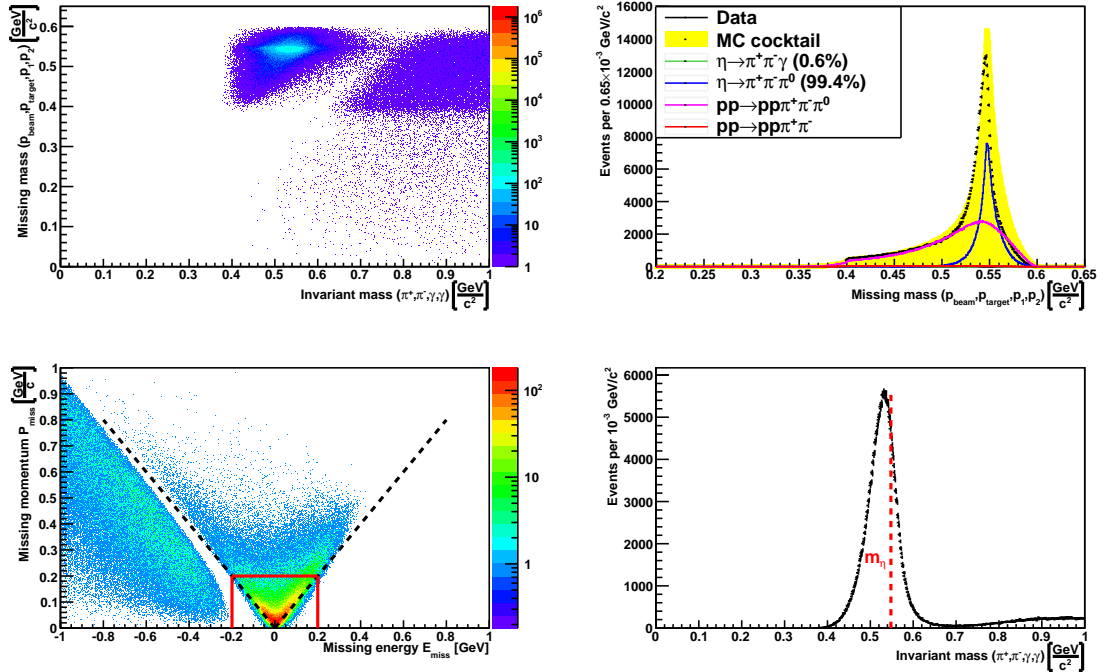 Missing mass (p_beam,p_target,p_1,p_2) [GeV/c²]
0.6
0.5
0.4
0.3
0.2
0.1
0
0 0.1 0.2 0.3 0.4 0.5 0.6 0.7 0.8 0.9 1
Invariant mass (π⁺,π⁻,γ,γ) [GeV/c²]
10⁶
10⁵
10⁴
10³
10²
10
1
Events per 0.65×10⁻³ GeV/c²
16000
14000
12000
10000
8000
6000
4000
2000
0
Data
MC cocktail
η→π⁺π⁻γ (0.6%)
η→π⁺π⁻π⁰ (99.4%)
pp→ppπ⁺π⁻π⁰
pp→ppπ⁺π⁻
0.2 0.25 0.3 0.35 0.4 0.45 0.5 0.55 0.6 0.65
Missing mass (p_beam,p_target,p_1,p_2) [GeV/c²]
Missing momentum P_miss [GeV/c]
1
0.9
0.8
0.7
0.6
0.5
0.4
0.3
0.2
0.1
0
-1 -0.8 -0.6 -0.4 -0.2 0 0.2 0.4 0.6 0.8 1
Missing energy E_miss [GeV]
10²
10
1
Events per 10⁻³ GeV/c²
6000
5000
4000
3000
2000
1000
0
m_η
0 0.1 0.2 0.3 0.4 0.5 0.6 0.7 0.8 0.9 1
Invariant mass (π⁺,π⁻,γ,γ) [GeV/c²]